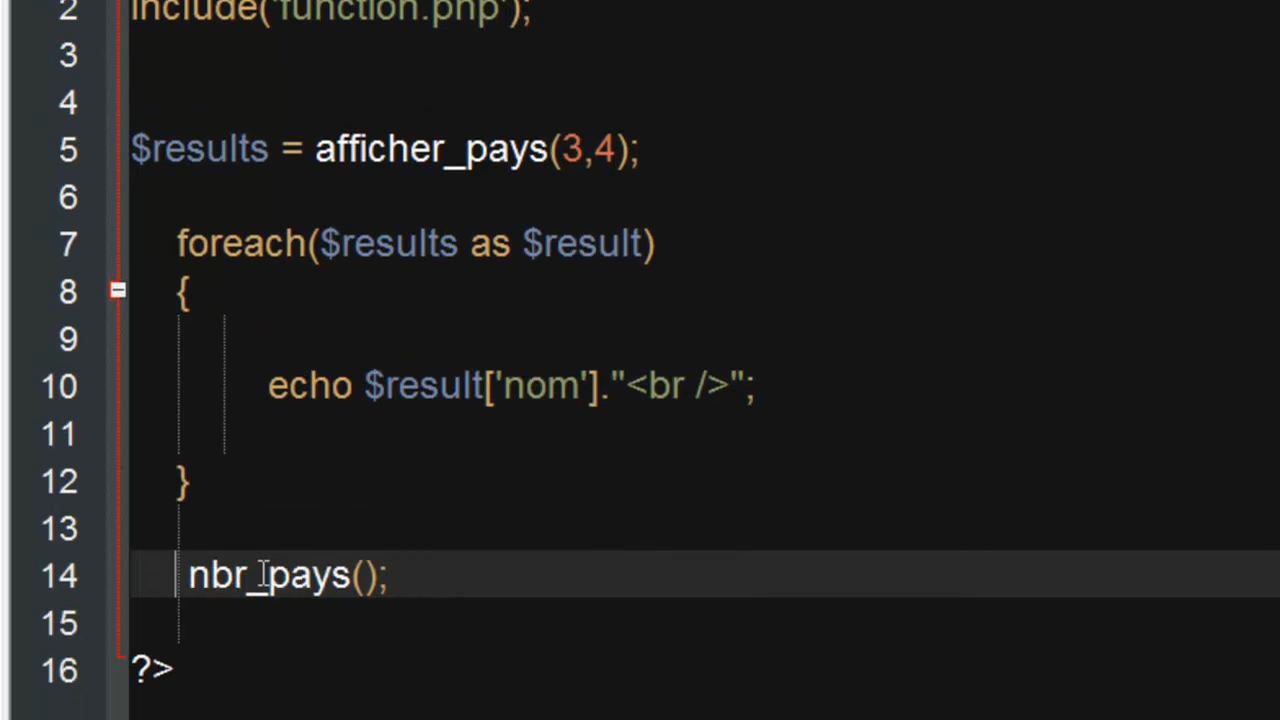 2 include('function.php');
3
4
5 $results = afficher_pays(3,4);
6
7 foreach($results as $result)
8 {
9
10 echo $result['nom']."<br />";
11
12 }
13
14 nbr_pays();
15
16 ?>